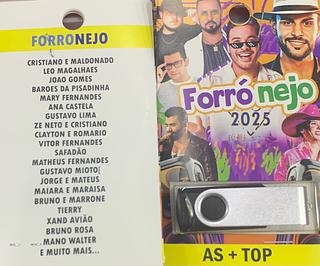 FORRONEJO
CRISTIANO E MALDONADO
LEO MAGALHAES
JOAO GOMES
BAROES DA PISADINHA
MARY FERNANDES
ANA CASTELA
GUSTAVO LIMA
ZE NETO E CRISTIANO
CLAYTON E ROMARIO
VITOR FERNANDES
SAFADÃO
MATHEUS FERNANDES
GUSTAVO MIOTO[
JORGE E MATEUS
MAIARA E MARAISA
BRUNO E MARRONE
TIERRY
XAND AVIÃO
BRUNO ROSA
MANO WALTER
E MUITO MAIS...
Forró nejo
2025
AS + TOP